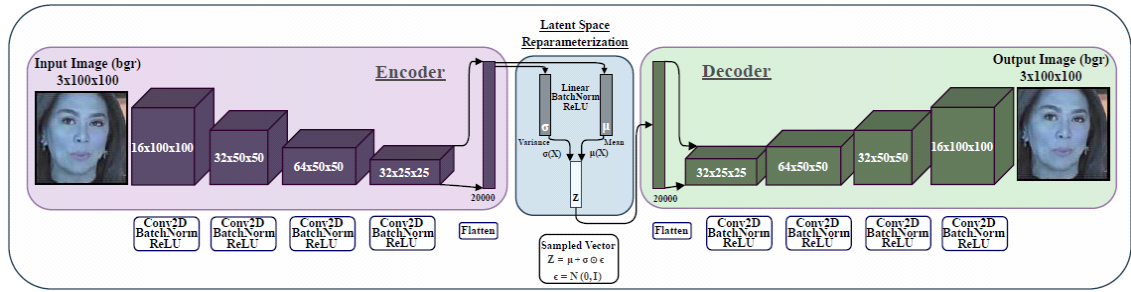 Latent Space
Reparameterization
Input Image (bgr)
3x100x100
Encoder
16x100x100
32x50x50
64x50x50
32x25x25
20000
Linear
BatchNorm
ReLU
σ
μ
Variance
Mean
σ(X)
μ(X)
Z
Decoder
Output Image (bgr)
3x100x100
20000
32x25x25
64x50x50
32x50x50
16x100x100
Conv2D
BatchNorm
ReLU
Conv2D
BatchNorm
ReLU
Conv2D
BatchNorm
ReLU
Conv2D
BatchNorm
ReLU
Flatten
Sampled Vector
Z = μ + σ ⊙ ϵ
ϵ = N (0,1)
Flatten
Conv2D
BatchNorm
ReLU
Conv2D
BatchNorm
ReLU
Conv2D
BatchNorm
ReLU
Conv2D
BatchNorm
ReLU